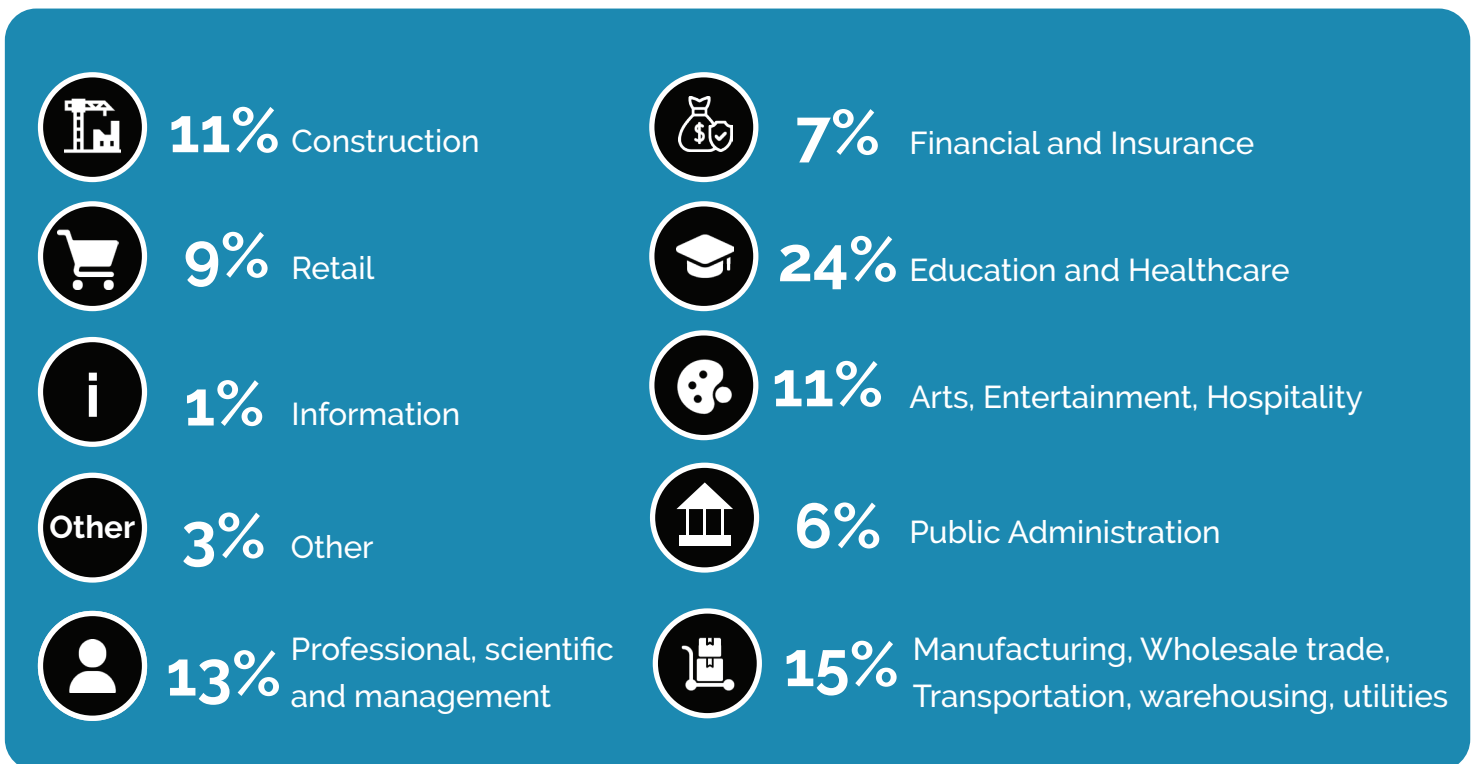 11% Construction
9% Retail
i
1% Information
Other
3% Other
13% Professional, scientific
and management
$
7% Financial and Insurance
24% Education and Healthcare
11% Arts, Entertainment, Hospitality
6% Public Administration
15% Manufacturing, Wholesale trade,
Transportation, warehousing, utilities